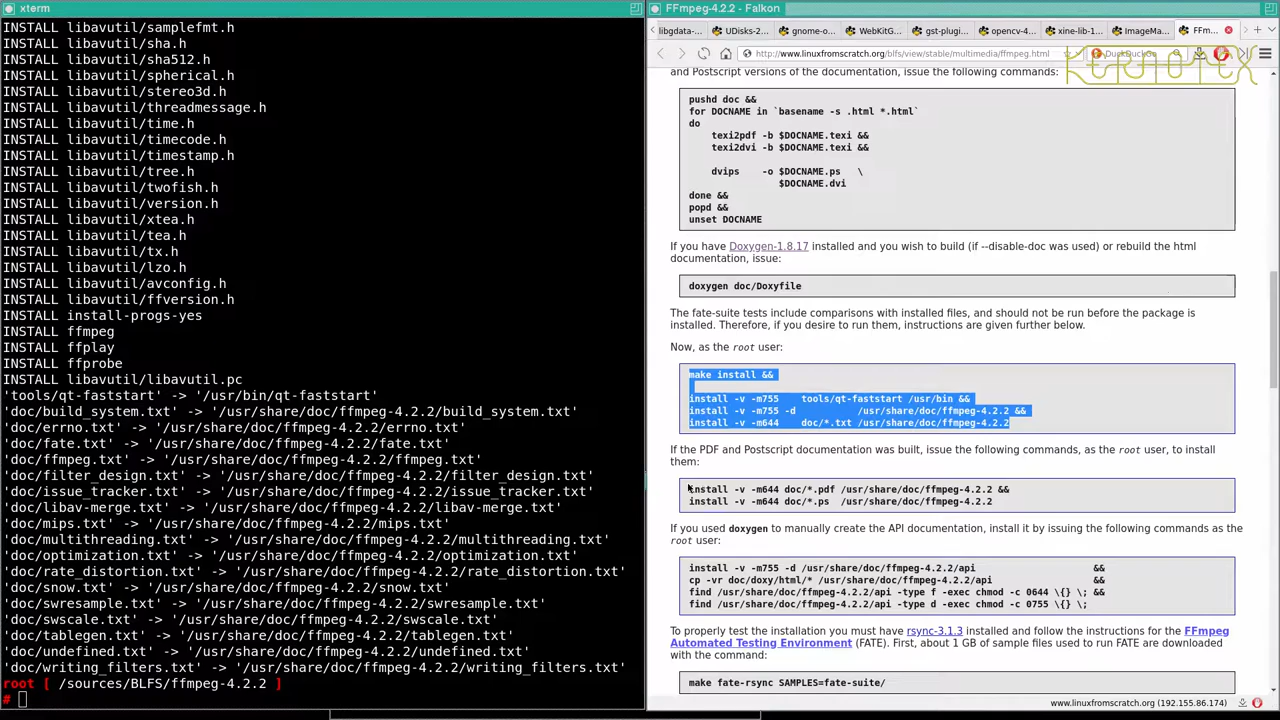 xterm
INSTALL libavutil/samplefmt.h
INSTALL libavutil/sha.h
INSTALL libavutil/sha512.h
INSTALL libavutil/spherical.h
INSTALL libavutil/stereo3d.h
INSTALL libavutil/threadmessage.h
INSTALL libavutil/time.h
INSTALL libavutil/timecode.h
INSTALL libavutil/timestamp.h
INSTALL libavutil/tree.h
INSTALL libavutil/twofish.h
INSTALL libavutil/version.h
INSTALL libavutil/xtea.h
INSTALL libavutil/tea.h
INSTALL libavutil/tx.h
INSTALL libavutil/lzo.h
INSTALL libavutil/avconfig.h
INSTALL libavutil/ffversion.h
INSTALL install-progs-yes
INSTALL ffmpeg
INSTALL ffplay
INSTALL ffprobe
INSTALL libavutil/libavutil.pc
'tools/qt-faststart' -> '/usr/bin/qt-faststart'
'doc/build_system.txt' -> '/usr/share/doc/ffmpeg-4.2.2/build_system.txt'
'doc/errno.txt' -> '/usr/share/doc/ffmpeg-4.2.2/errno.txt'
'doc/fate.txt' -> '/usr/share/doc/ffmpeg-4.2.2/fate.txt'
'doc/ffmpeg.txt' -> '/usr/share/doc/ffmpeg-4.2.2/ffmpeg.txt'
'doc/filter_design.txt' -> '/usr/share/doc/ffmpeg-4.2.2/filter_design.txt'
'doc/issue_tracker.txt' -> '/usr/share/doc/ffmpeg-4.2.2/issue_tracker.txt'
'doc/libav-merge.txt' -> '/usr/share/doc/ffmpeg-4.2.2/libav-merge.txt'
'doc/mips.txt' -> '/usr/share/doc/ffmpeg-4.2.2/mips.txt'
'doc/multithreading.txt' -> '/usr/share/doc/ffmpeg-4.2.2/multithreading.txt'
'doc/optimization.txt' -> '/usr/share/doc/ffmpeg-4.2.2/optimization.txt'
'doc/rate_distortion.txt' -> '/usr/share/doc/ffmpeg-4.2.2/rate_distortion.txt'
'doc/snow.txt' -> '/usr/share/doc/ffmpeg-4.2.2/snow.txt'
'doc/swresample.txt' -> '/usr/share/doc/ffmpeg-4.2.2/swresample.txt'
'doc/swscale.txt' -> '/usr/share/doc/ffmpeg-4.2.2/swscale.txt'
'doc/tablegen.txt' -> '/usr/share/doc/ffmpeg-4.2.2/tablegen.txt'
'doc/undefined.txt' -> '/usr/share/doc/ffmpeg-4.2.2/undefined.txt'
'doc/writing_filters.txt' -> '/usr/share/doc/ffmpeg-4.2.2/writing_filters.txt'
root [ /sources/BLFS/ffmpeg-4.2.2 ]
#
FFmpeg-4.2.2 - Falkon
libgdata-... UDisks-2... gnome-o... WebKitG... gst-plugi... opencv-4... xine-lib-1... ImageMa... FFm...
http://www.linuxfromscratch.org/blfs/view/stable/multimedia/ffmpeg.html DuckDuckGo
KERNOTEX
and Postscript versions of the documentation, issue the following commands:
pushd doc &&
for DOCNAME in `basename -s .html *.html`
do
texi2pdf -b $DOCNAME.texi &&
texi2dvi -b $DOCNAME.texi &&
dvips -o $DOCNAME.ps \
$DOCNAME.dvi
done &&
popd &&
unset DOCNAME
If you have Doxygen-1.8.17 installed and you wish to build (if --disable-doc was used) or rebuild the html
documentation, issue:
doxygen doc/Doxyfile
The fate-suite tests include comparisons with installed files, and should not be run before the package is
installed. Therefore, if you desire to run them, instructions are given further below.
Now, as the root user:
make install &&
install -v -m755 tools/qt-faststart /usr/bin &&
install -v -m755 -d /usr/share/doc/ffmpeg-4.2.2 &&
install -v -m644 doc/*.txt /usr/share/doc/ffmpeg-4.2.2
If the PDF and Postscript documentation was built, issue the following commands, as the root user, to install
them:
install -v -m644 doc/*.pdf /usr/share/doc/ffmpeg-4.2.2 &&
install -v -m644 doc/*.ps /usr/share/doc/ffmpeg-4.2.2
If you used doxygen to manually create the API documentation, install it by issuing the following commands as the
root user:
install -v -m755 -d /usr/share/doc/ffmpeg-4.2.2/api &&
cp -vr doc/doxy/html/* /usr/share/doc/ffmpeg-4.2.2/api &&
find /usr/share/doc/ffmpeg-4.2.2/api -type f -exec chmod -c 0644 \{} \; &&
find /usr/share/doc/ffmpeg-4.2.2/api -type d -exec chmod -c 0755 \{} \;
To properly test the installation you must have rsync-3.1.3 installed and follow the instructions for the FFmpeg
Automated Testing Environment (FATE). First, about 1 GB of sample files used to run FATE are downloaded
with the command:
make fate-rsync SAMPLES=fate-suite/
www.linuxfromscratch.org (192.155.86.174)